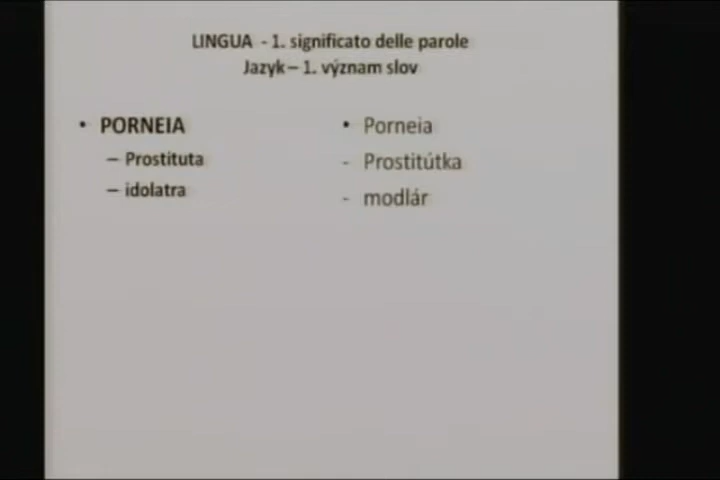 LINGUA - 1. significato delle parole
Jazyk – 1. význam slov
• PORNEIA
– Prostituta
– idolatra
• Porneia
- Prostitútka
- modlár